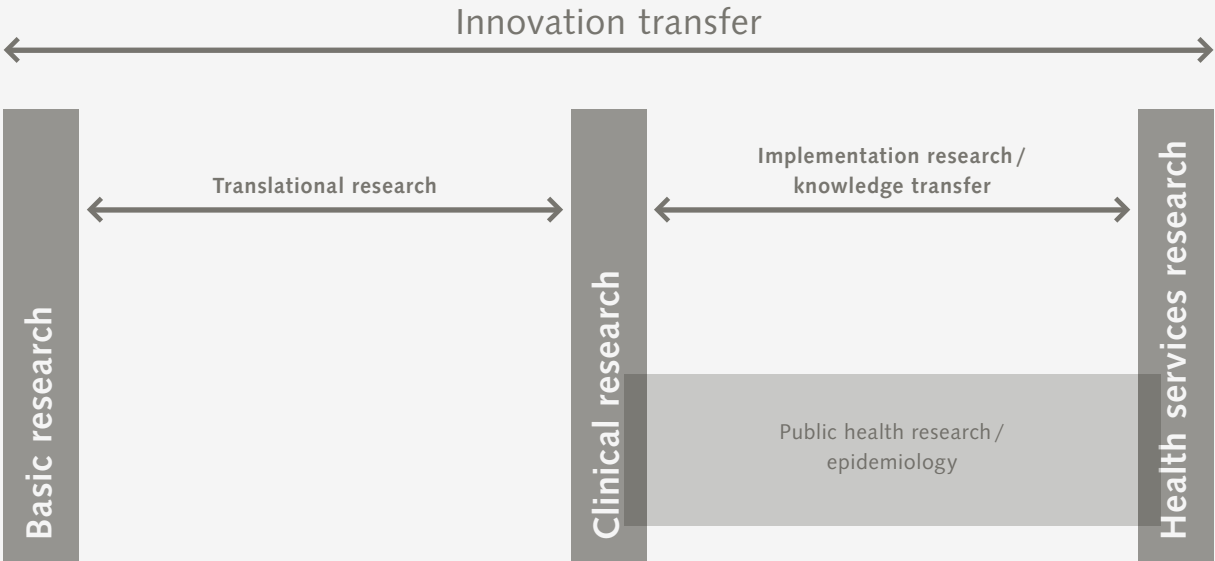 Innovation transfer
Translational research
Implementation research/
knowledge transfer
Basic research
Clinical research
Health services research
Public health research/
epidemiology